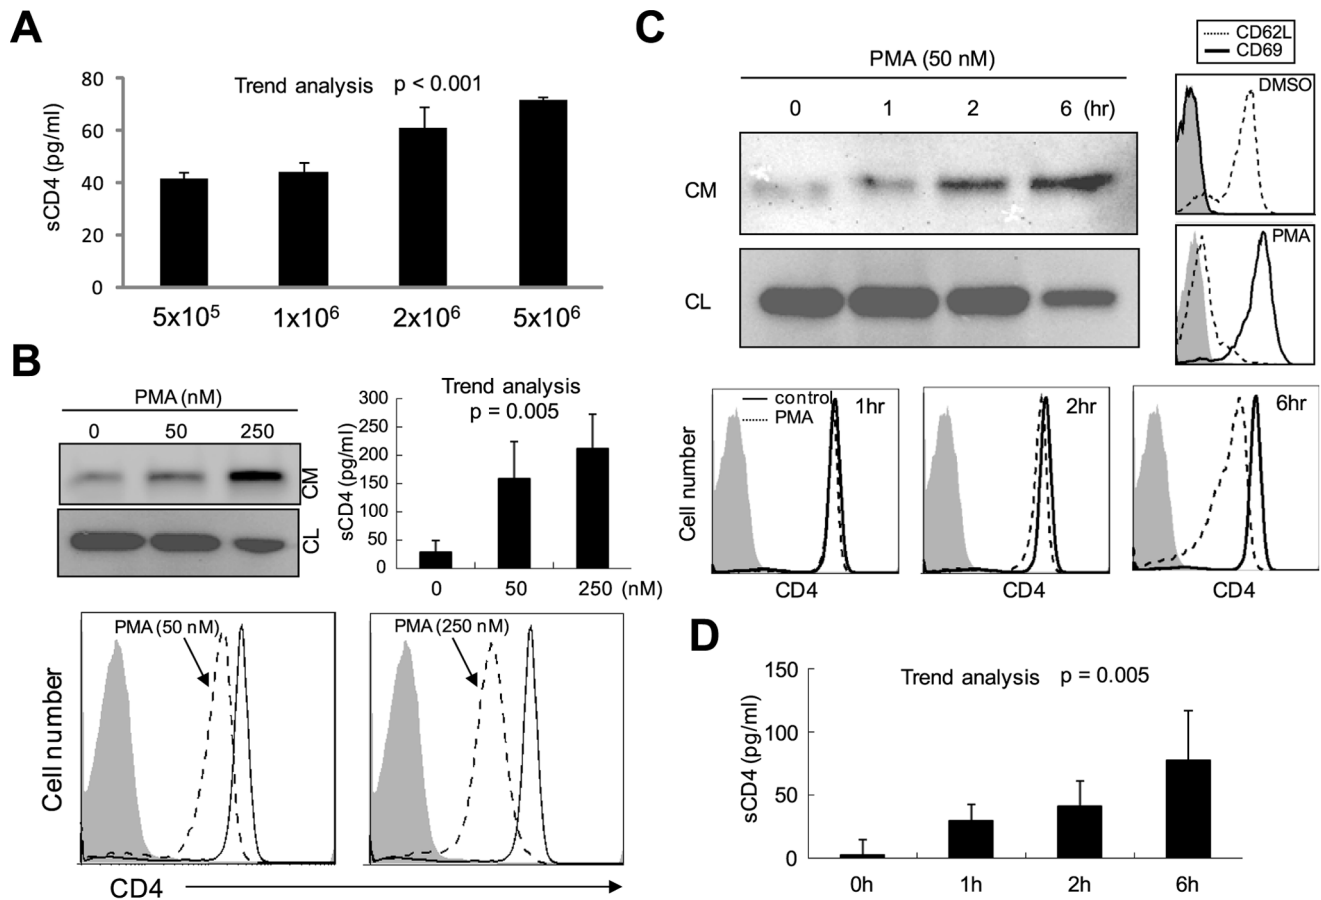 A
Trend analysis p < 0.001
sCD4 (pg/ml)
80
60
40
20
0
5x10⁵ 1x10⁶ 2x10⁶ 5x10⁶
B
PMA (nM)
0 50 250
CM
CL
Trend analysis
p = 0.005
sCD4 (pg/ml)
300
250
200
150
100
50
0
0 50 250 (nM)
PMA (50 nM)
PMA (250 nM)
Cell number
CD4
C
PMA (50 nM)
0 1 2 6 (hr)
CM
CL
CD62L
CD69
DMSO
PMA
control
PMA
1hr
2hr
6hr
Cell number
CD4 CD4 CD4
D
Trend analysis p = 0.005
sCD4 (pg/ml)
150
100
50
0
0h 1h 2h 6h